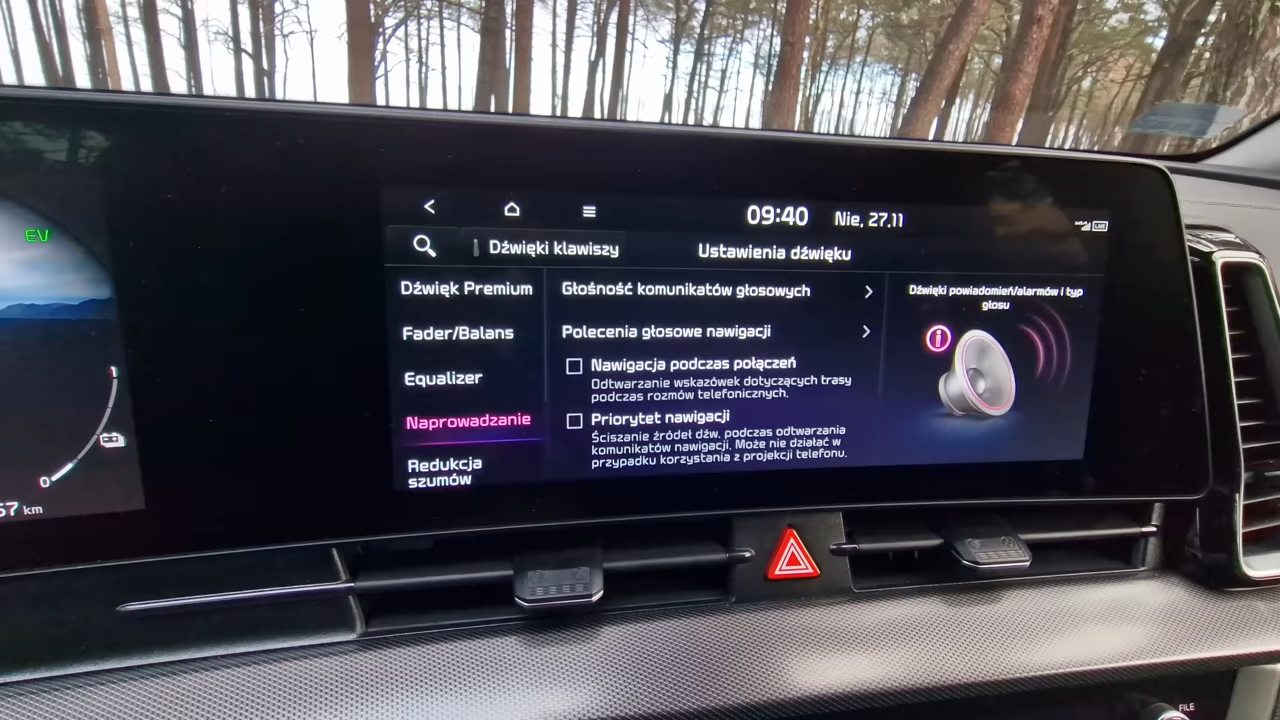 EV
1
0
57 km
09:40 Nie, 27.11
LIVE
Dźwięki klawiszy
Ustawienia dźwięku
Dźwięk Premium
Fader/Balans
Equalizer
Naprowadzanie
Redukcja
szumów
Głośność komunikatów głosowych
Polecenia głosowe nawigacji
Nawigacja podczas połączeń
Odtwarzanie wskazówek dotyczących trasy
podczas rozmów telefonicznych.
Priorytet nawigacji
Ściszanie źródeł dźw. podczas odtwarzania
komunikatów nawigacji. Może nie działać w
przypadku korzystania z projekcji telefonu.
Dźwięki powiadomień/alarmów i typ
głosu
FILE